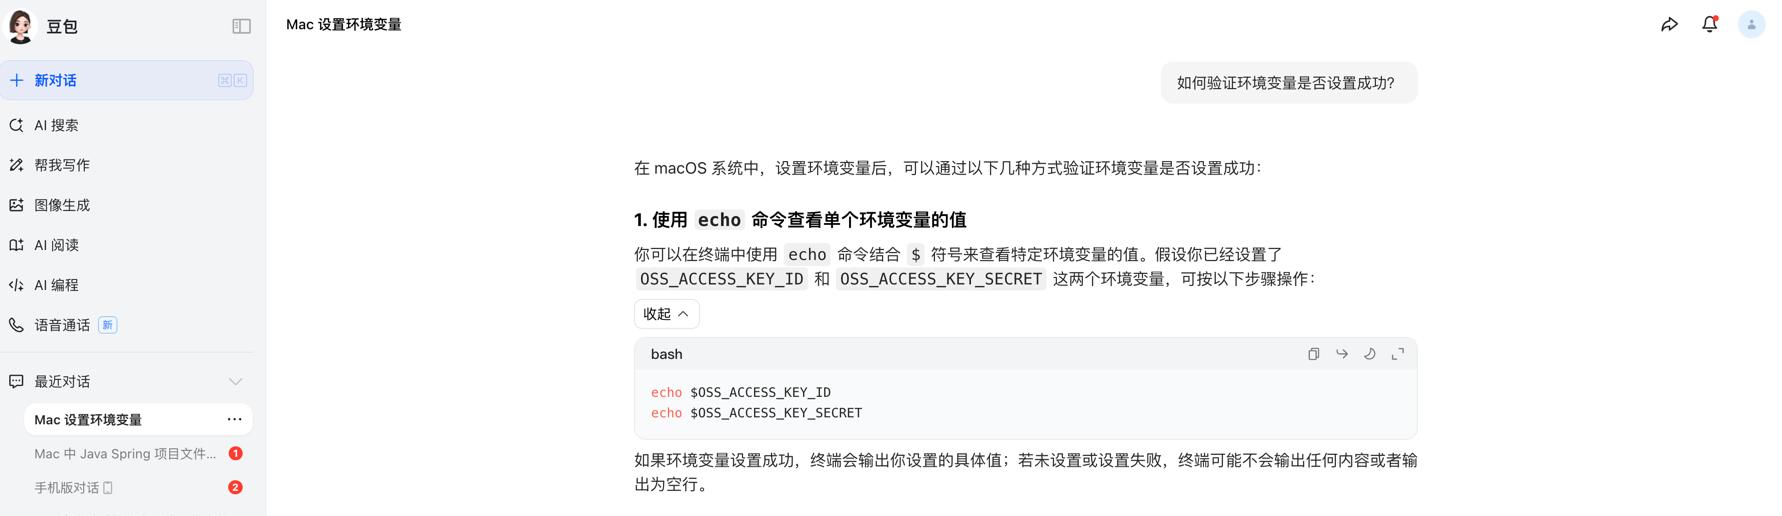 豆包
Mac 设置环境变量
新对话 ⌘ K
如何验证环境变量是否设置成功？
AI 搜索
帮我写作
图像生成
AI 阅读
AI 编程
语音通话 新
最近对话
Mac 设置环境变量
Mac 中 Java Spring 项目文件... 1
手机版对话 2
在 macOS 系统中，设置环境变量后，可以通过以下几种方式验证环境变量是否设置成功：
1. 使用 echo 命令查看单个环境变量的值
你可以在终端中使用 echo 命令结合 $ 符号来查看特定环境变量的值。假设你已经设置了
OSS_ACCESS_KEY_ID 和 OSS_ACCESS_KEY_SECRET 这两个环境变量，可按以下步骤操作：
收起
bash
echo $OSS_ACCESS_KEY_ID
echo $OSS_ACCESS_KEY_SECRET
如果环境变量设置成功，终端会输出你设置的具体值；若未设置或设置失败，终端可能不会输出任何内容或者输
出为空行。